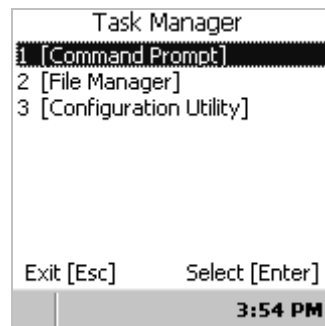 Task Manager
1 [Command Prompt]
2 [File Manager]
3 [Configuration Utility]
Exit [Esc] Select [Enter]
3:54 PM